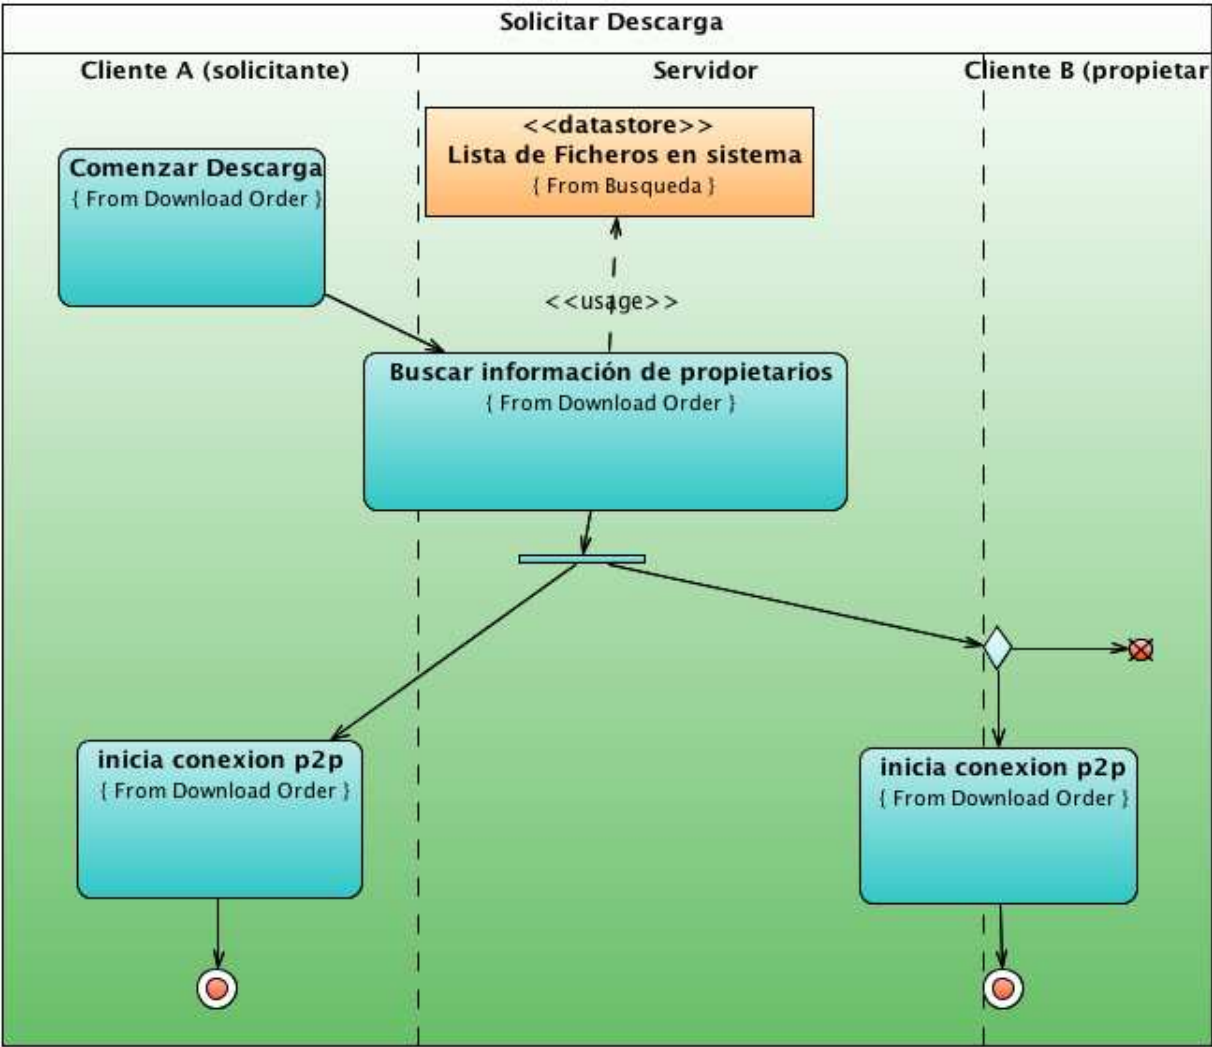 Solicitar Descarga
Cliente A (solicitante)
Servidor
Cliente B (propietar
<<datastore>>
Lista de Ficheros en sistema
{ From Busqueda }
Comenzar Descarga
{ From Download Order }
<<usage>>
Buscar información de propietarios
{ From Download Order }
inicia conexion p2p
{ From Download Order }
inicia conexion p2p
{ From Download Order }